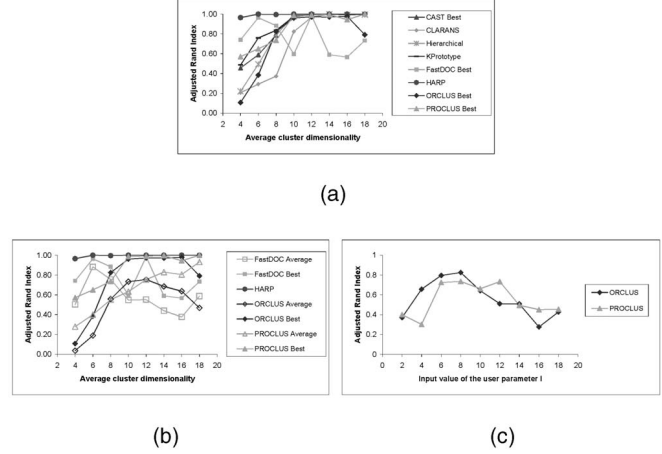 Adjusted Rand Index
1.00
0.80
0.60
0.40
0.20
0.00
2 4 6 8 10 12 14 16 18 20
Average cluster dimensionality
CAST Best
CLARANS
Hierarchical
KPrototype
FastDOC Best
HARP
ORCLUS Best
PROCLUS Best
(a)
Adjusted Rand Index
1.00
0.80
0.60
0.40
0.20
0.00
2 4 6 8 10 12 14 16 18 20
Average cluster dimensionality
FastDOC Average
FastDOC Best
HARP
ORCLUS Average
ORCLUS Best
PROCLUS Average
PROCLUS Best
(b)
Adjusted Rand Index
1
0.8
0.6
0.4
0.2
0
0 2 4 6 8 10 12 14 16 18 20
Input value of the user parameter l
ORCLUS
PROCLUS
(c)